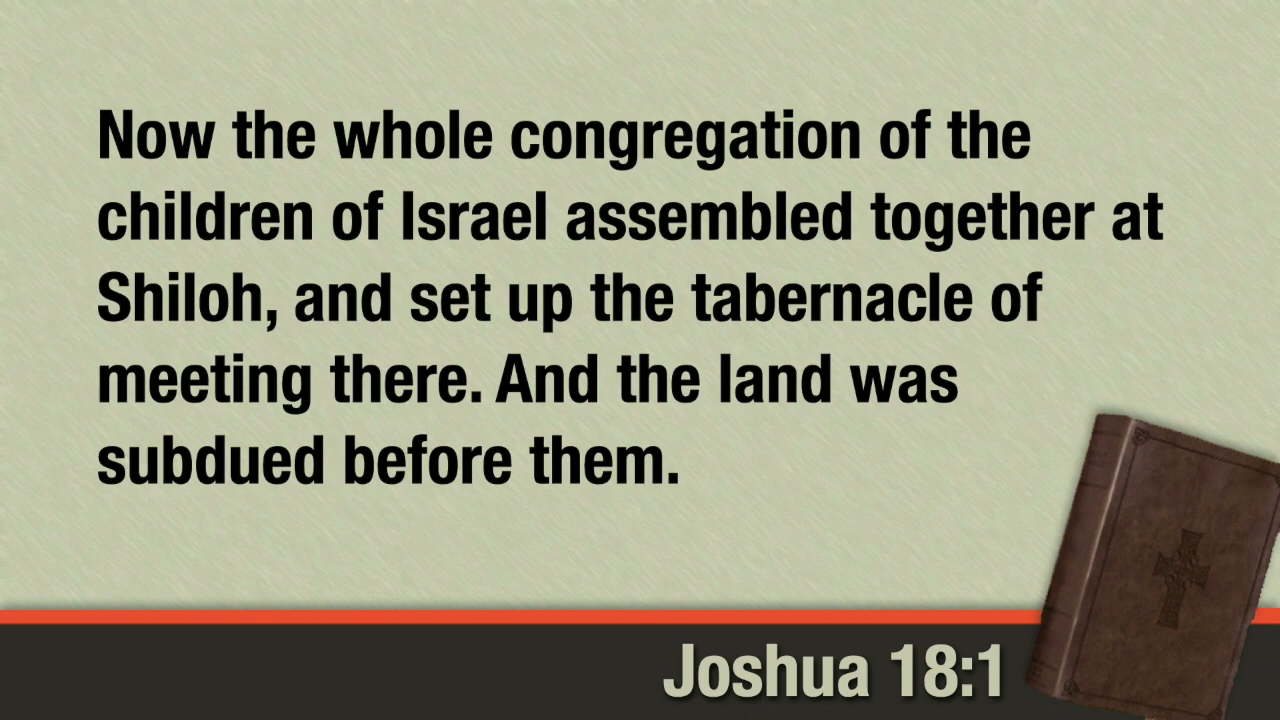 Now the whole congregation of the
children of Israel assembled together at
Shiloh, and set up the tabernacle of
meeting there. And the land was
subdued before them.
Joshua 18:1